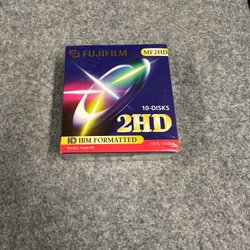 FUJIFILM
MF2HD
10-DISKS
2HD
IBM FORMATTED